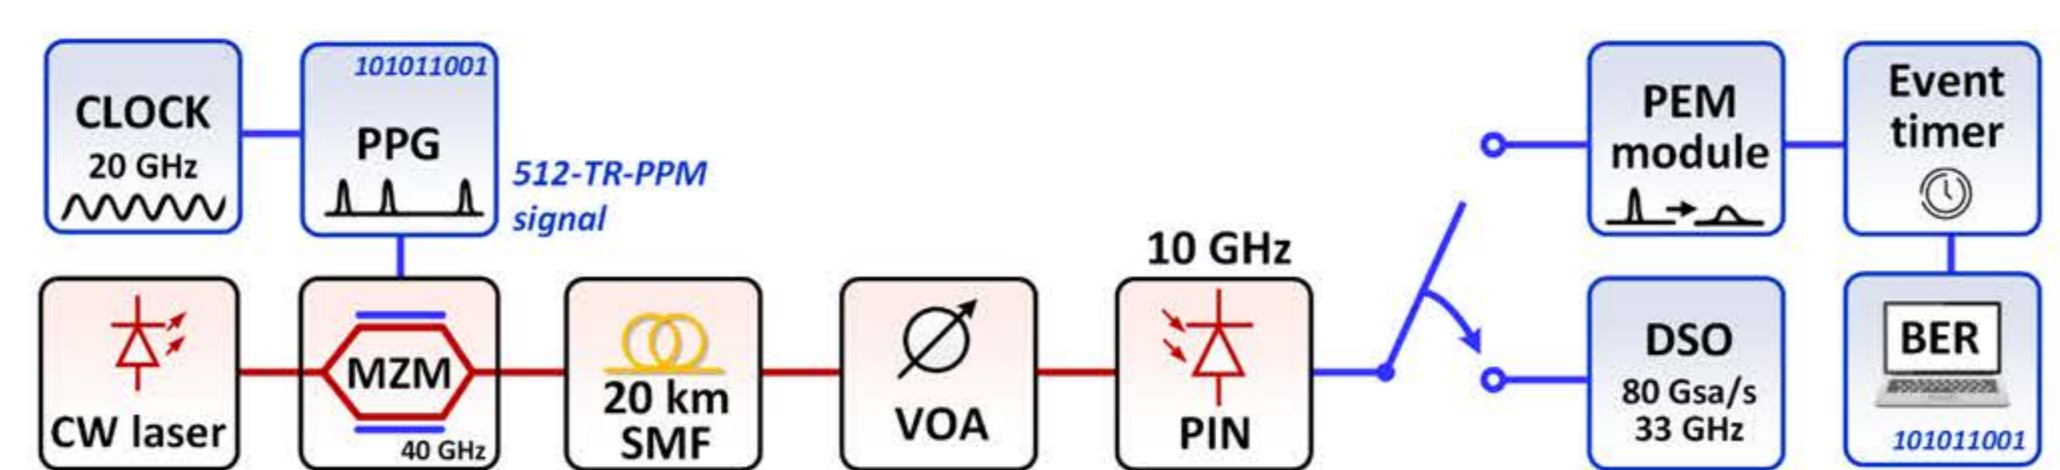 CLOCK
20 GHz
101011001
PPG
512-TR-PPM
signal
CW laser
MZM
40 GHz
20 km
SMF
VOA
10 GHz
PIN
PEM
module
Event
timer
DSO
80 Gsa/s
33 GHz
BER
101011001